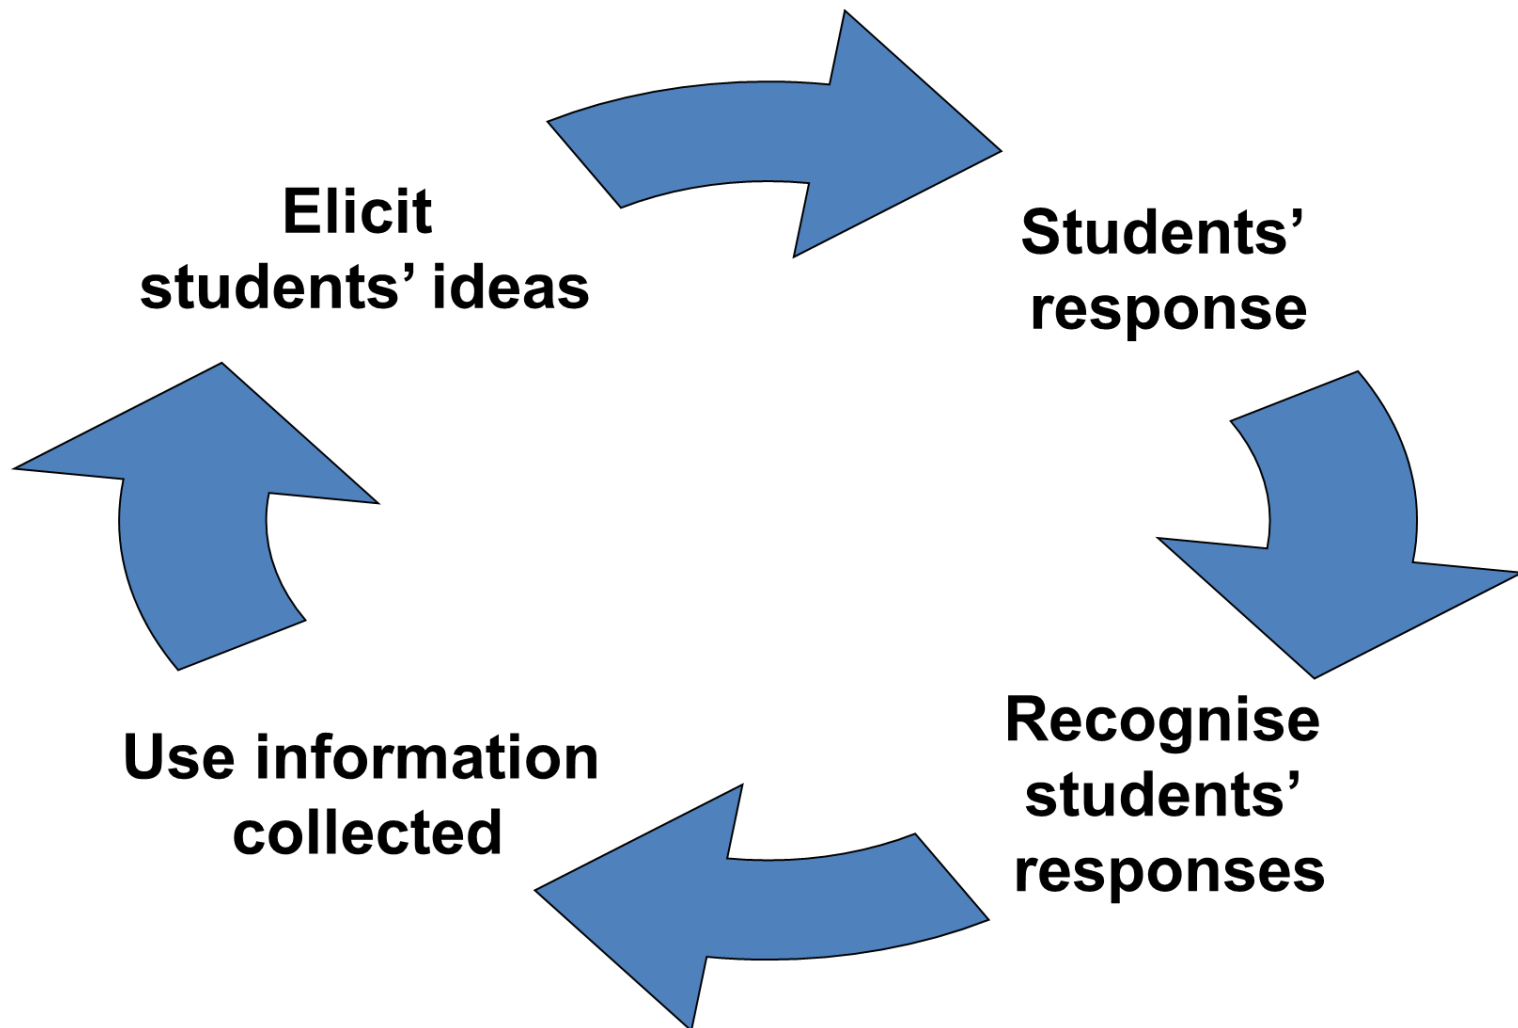 Elicit
students’ ideas
Students’
response
Recognise
students’
responses
Use information
collected